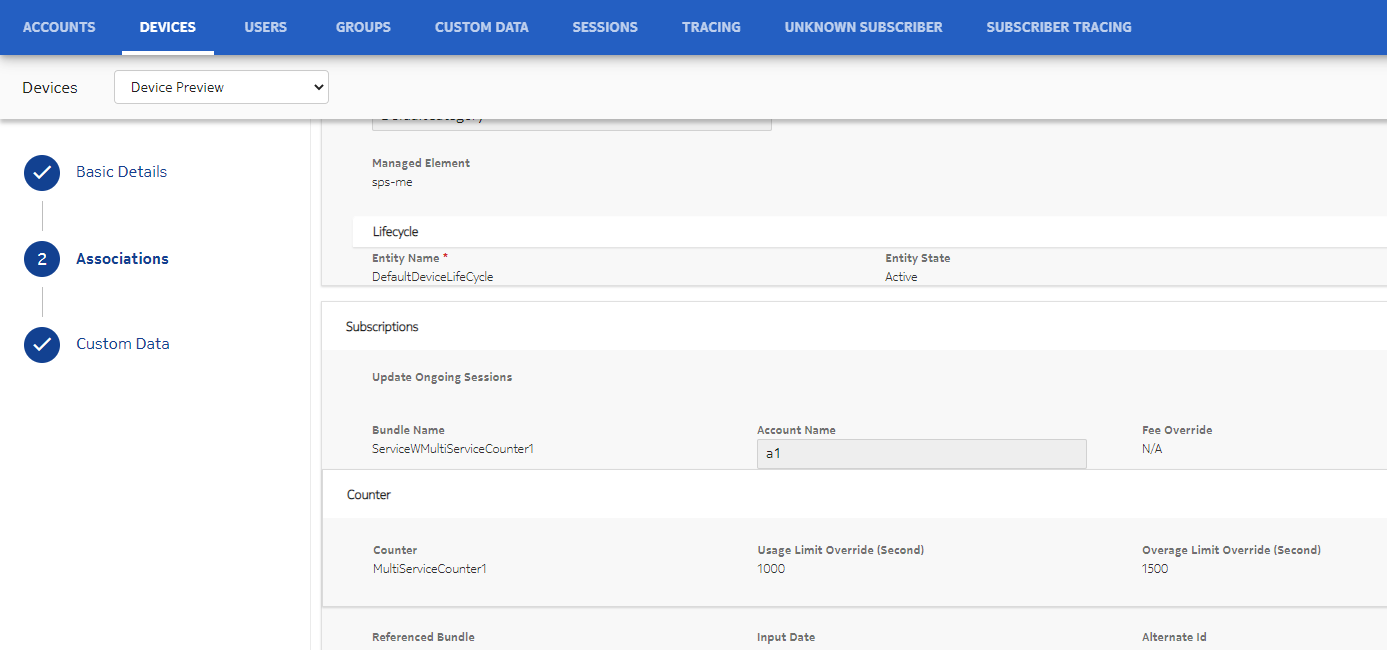 ACCOUNTS DEVICES USERS GROUPS CUSTOM DATA SESSIONS TRACING UNKNOWN SUBSCRIBER SUBSCRIBER TRACING
Devices Device Preview
Basic Details
2 Associations
Custom Data
Managed Element
sps-me
Lifecycle
Entity Name * Entity State
DefaultDeviceLifeCycle Active
Subscriptions
Update Ongoing Sessions
Bundle Name Account Name Fee Override
ServiceWMultiServiceCounter1 a1 N/A
Counter
Counter Usage Limit Override (Second) Overage Limit Override (Second)
MultiServiceCounter1 1000 1500
Referenced Bundle Input Date Alternate Id